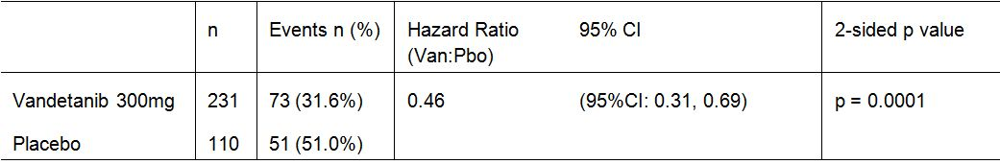 n Events n (%) Hazard Ratio (Van:Pbo) 95% CI 2-sided p value
Vandetanib 300mg 231 73 (31.6%) 0.46 (95%CI: 0.31, 0.69) p = 0.0001
Placebo 110 51 (51.0%)